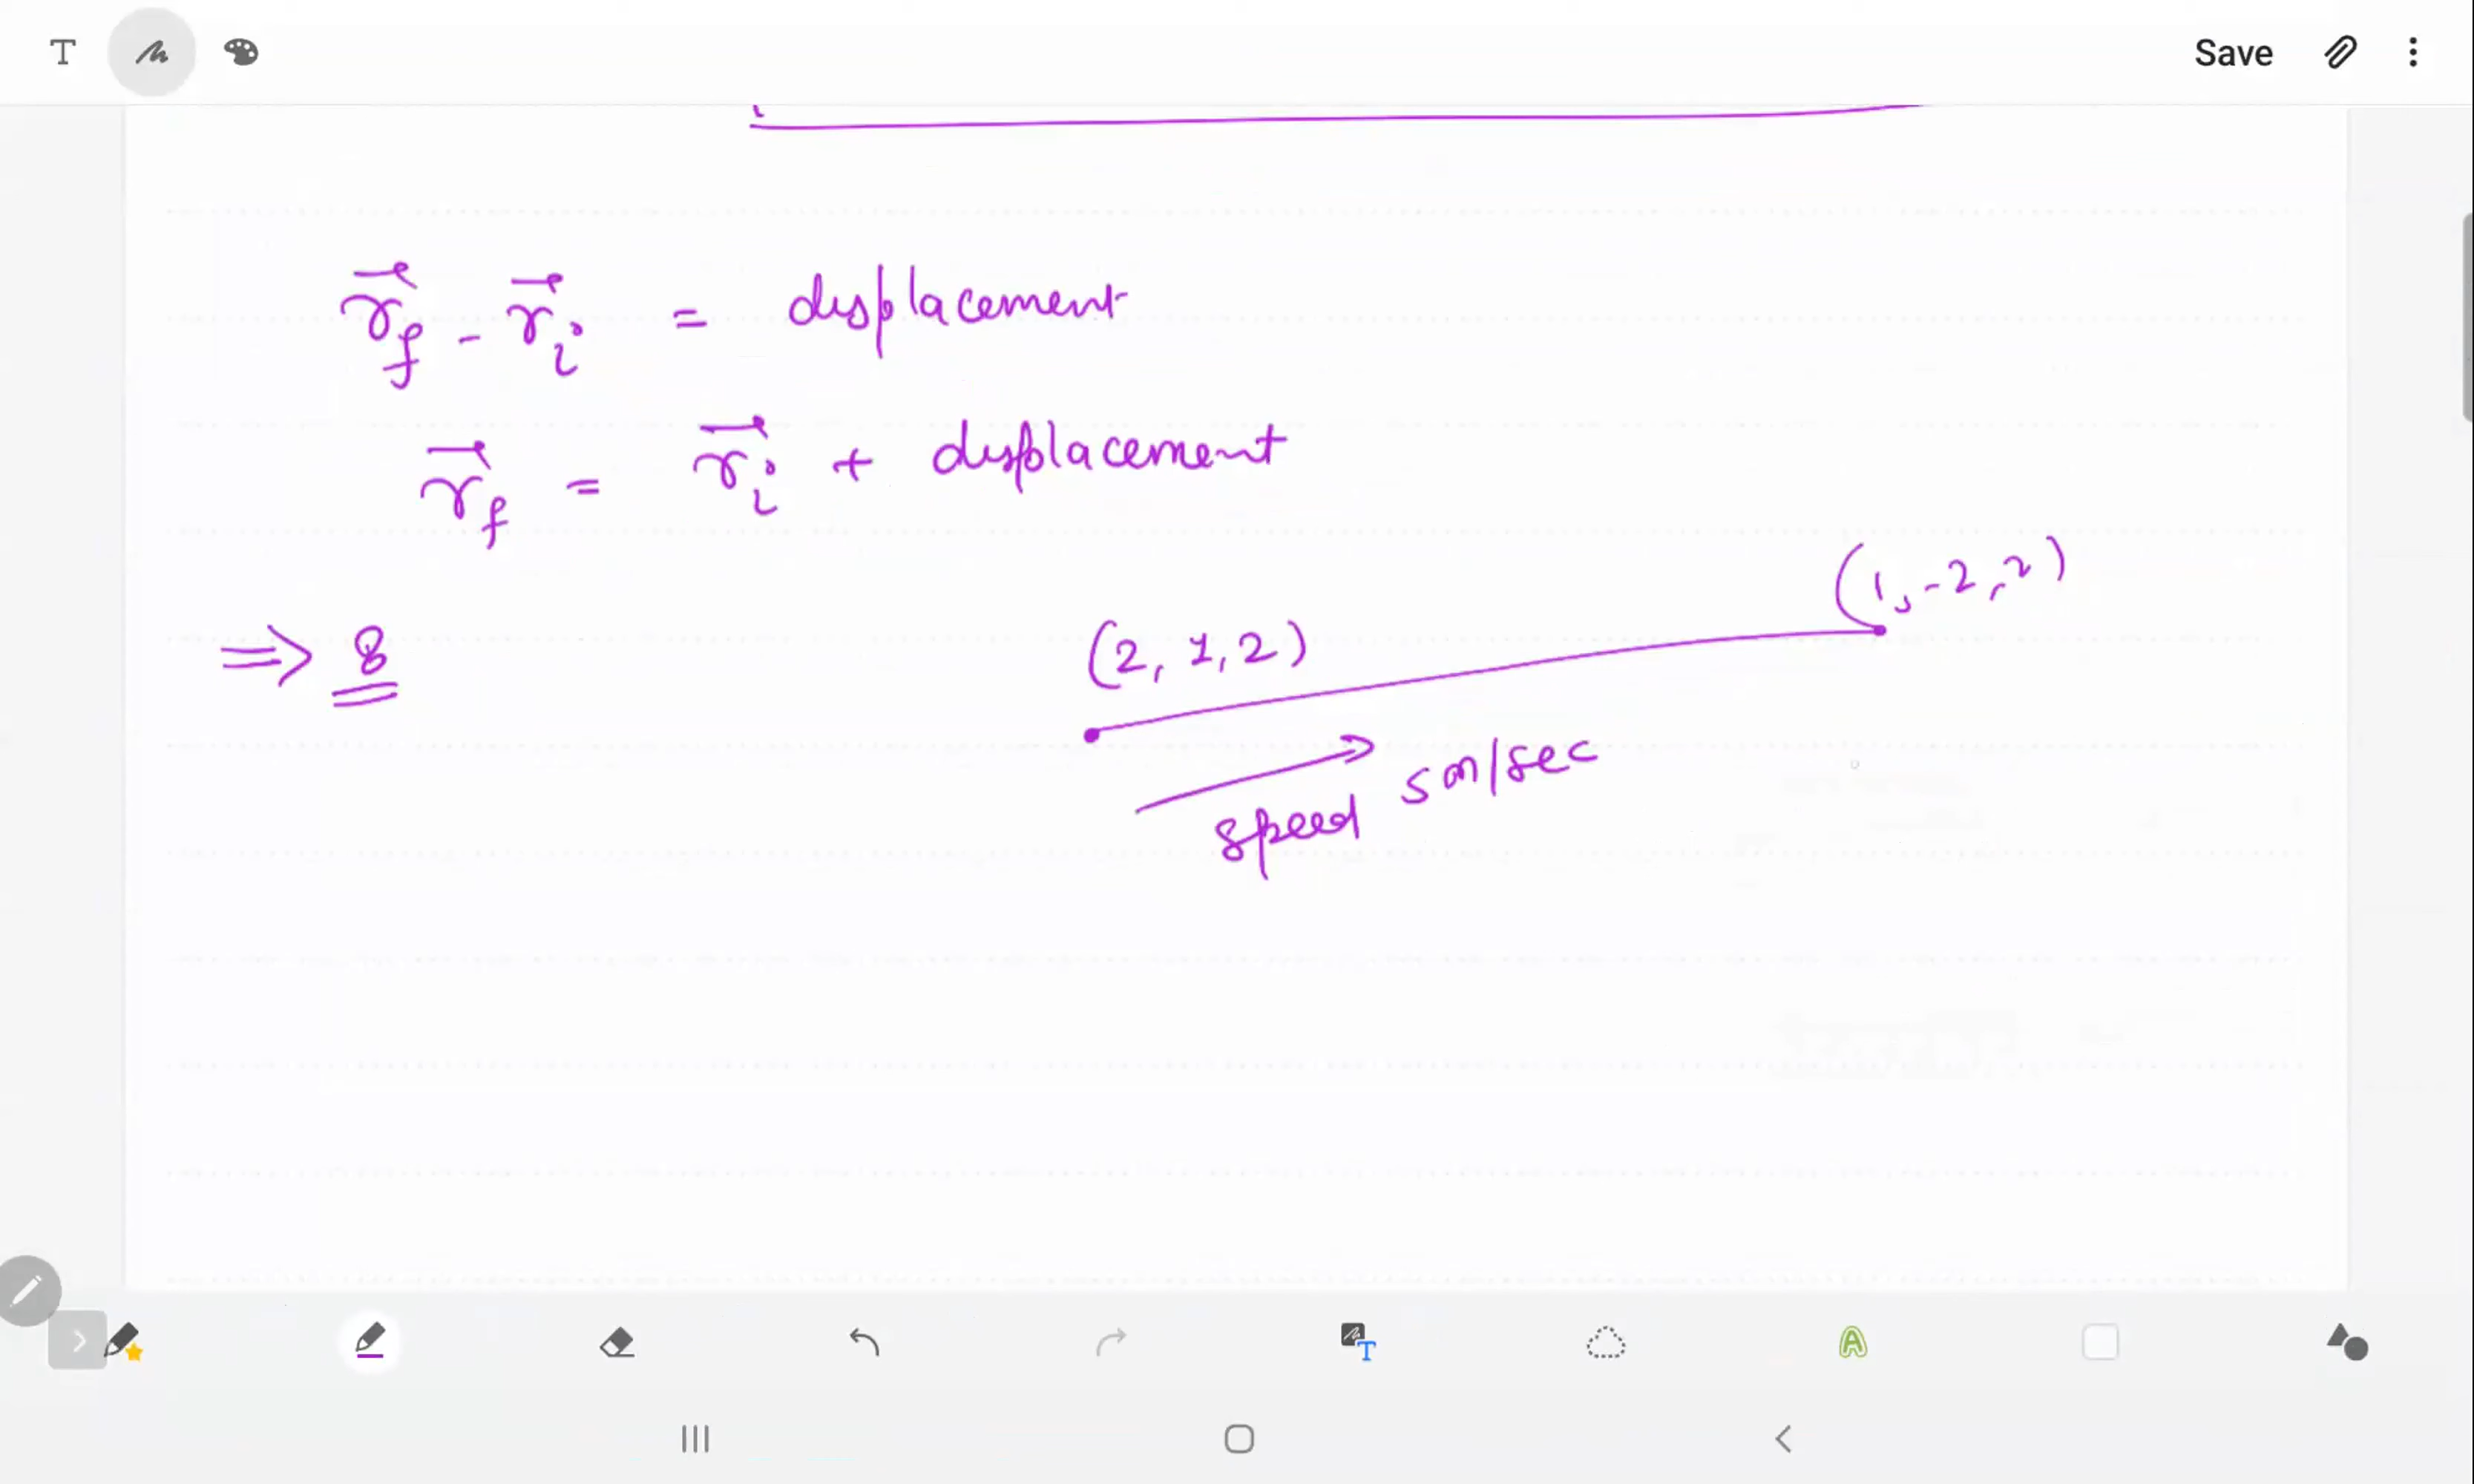 T Save
r⃗f - r⃗i = displacement
r⃗f = r⃗i + displacement
(1, -2, 2)
⇒ 8 (2, 1, 2)
speed 5m/sec
T A